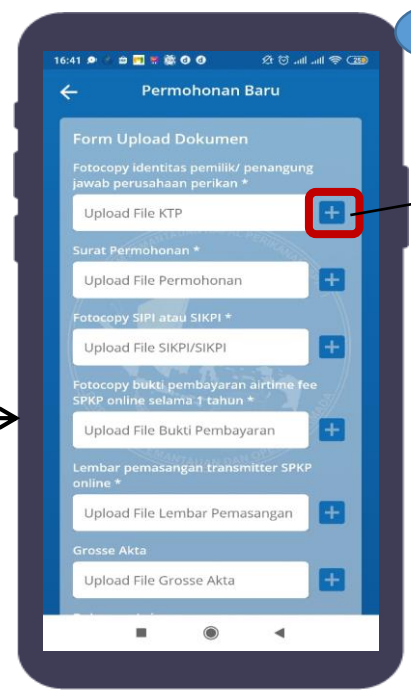 16:41
Permohonan Baru
Form Upload Dokumen
Fotocopy identitas pemilik/ penangung
jawab perusahaan perikan *
Upload File KTP
Surat Permohonan *
Upload File Permohonan
Fotocopy SIPI atau SIKPI *
Upload File SIKPI/SIKPI
Fotocopy bukti pembayaran airtime fee
SPKP online selama 1 tahun *
Upload File Bukti Pembayaran
Lembar pemasangan transmitter SPKP
online *
Upload File Lembar Pemasangan
Grosse Akta
Upload File Grosse Akta